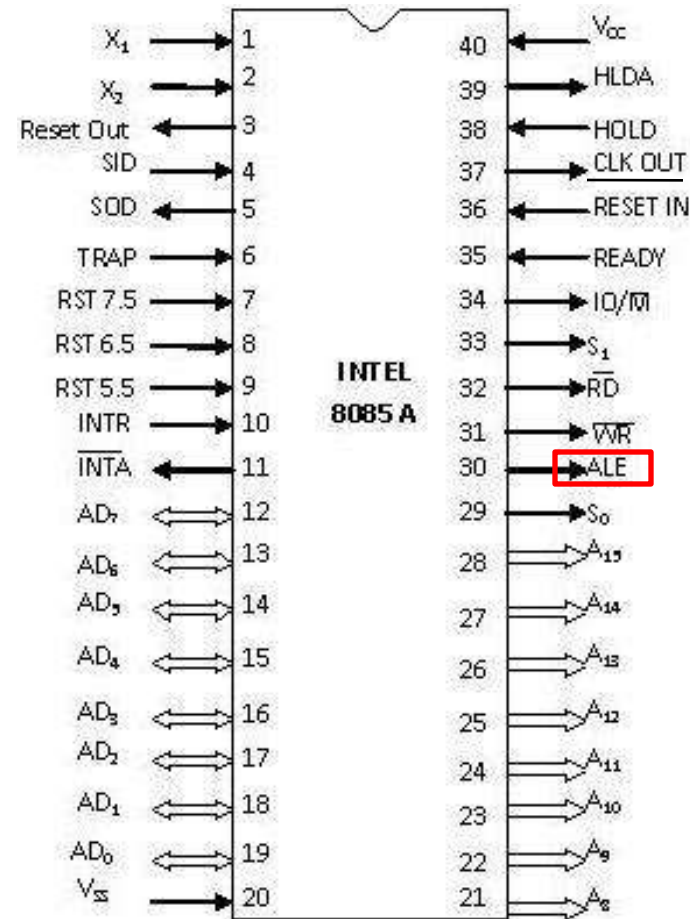 X₁ 1 40 Vcc
X₂ 2 39 HLDA
Reset Out 3 38 HOLD
SID 4 37 CLK OUT
SOD 5 36 RESET IN
TRAP 6 35 READY
RST 7.5 7 34 IO/M̅
RST 6.5 8 33 S₁
RST 5.5 9 32 R̅D̅
INTR 10 31 W̅R̅
I̅N̅T̅A̅ 11 30 ALE
AD₇ 12 29 S₀
AD₆ 13 28 A₁₅
AD₅ 14 27 A₁₄
AD₄ 15 26 A₁₃
AD₃ 16 25 A₁₂
AD₂ 17 24 A₁₁
AD₁ 18 23 A₁₀
AD₀ 19 22 A₉
Vss 20 21 A₈
INTEL
8085 A